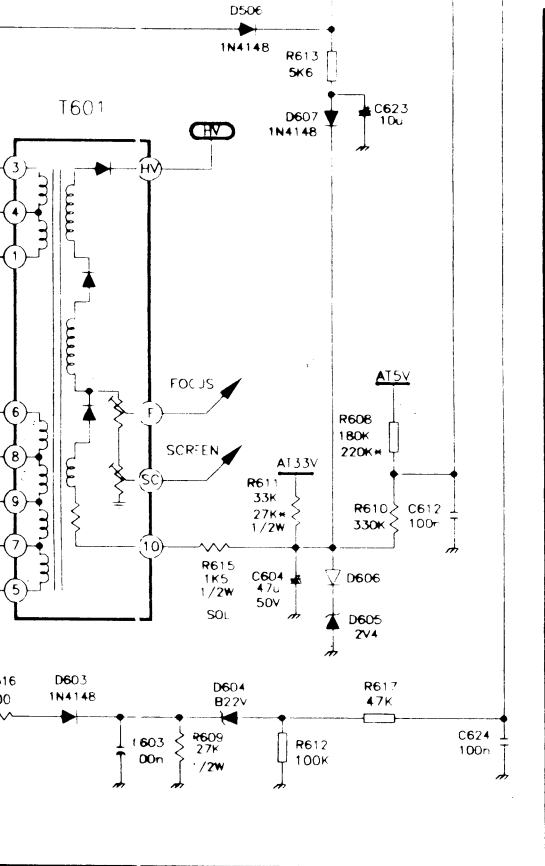 D506
1N4148
R613
5K6
T601
HV
D607
1N4148
C623
10u
3
HV
4
1
FOCUS
AT5V
6
F
R608
180K
220K*
8
SCREEN
AT33V
SC
R611
33K
27K*
1/2W
9
R610
330K
C612
7
10
R615
1K5
1/2W
SOL
C604
47u
50V
D606
5
D605
2V4
D603
1N4148
D604
B22V
R617
47K
R609
27K
1/2W
R612
100K
C624
100n